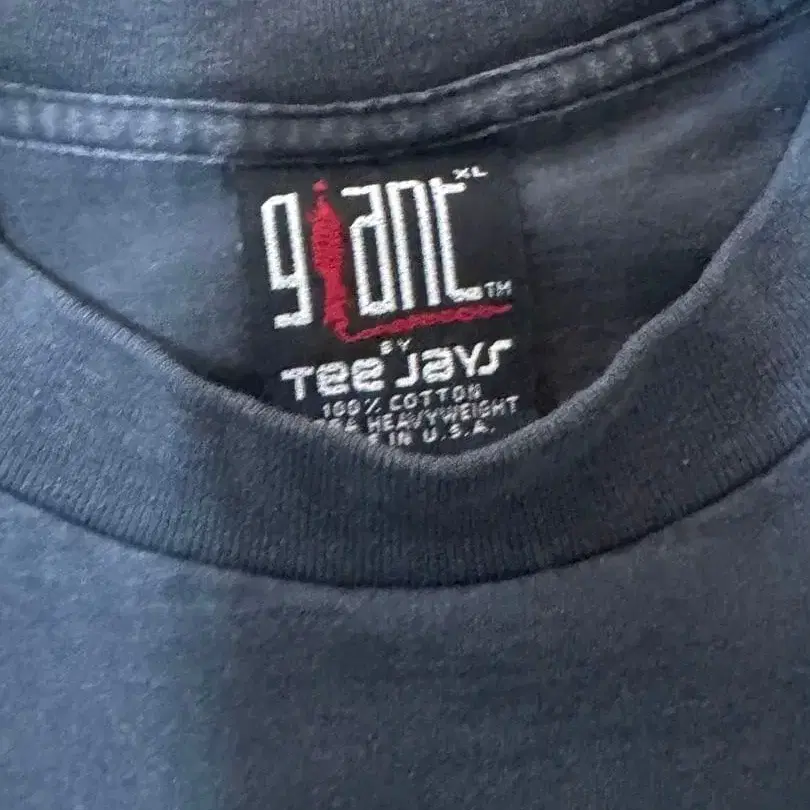 giant XL TM
BY
Tee Jays
100% COTTON
HEAVYWEIGHT
IN U.S.A.